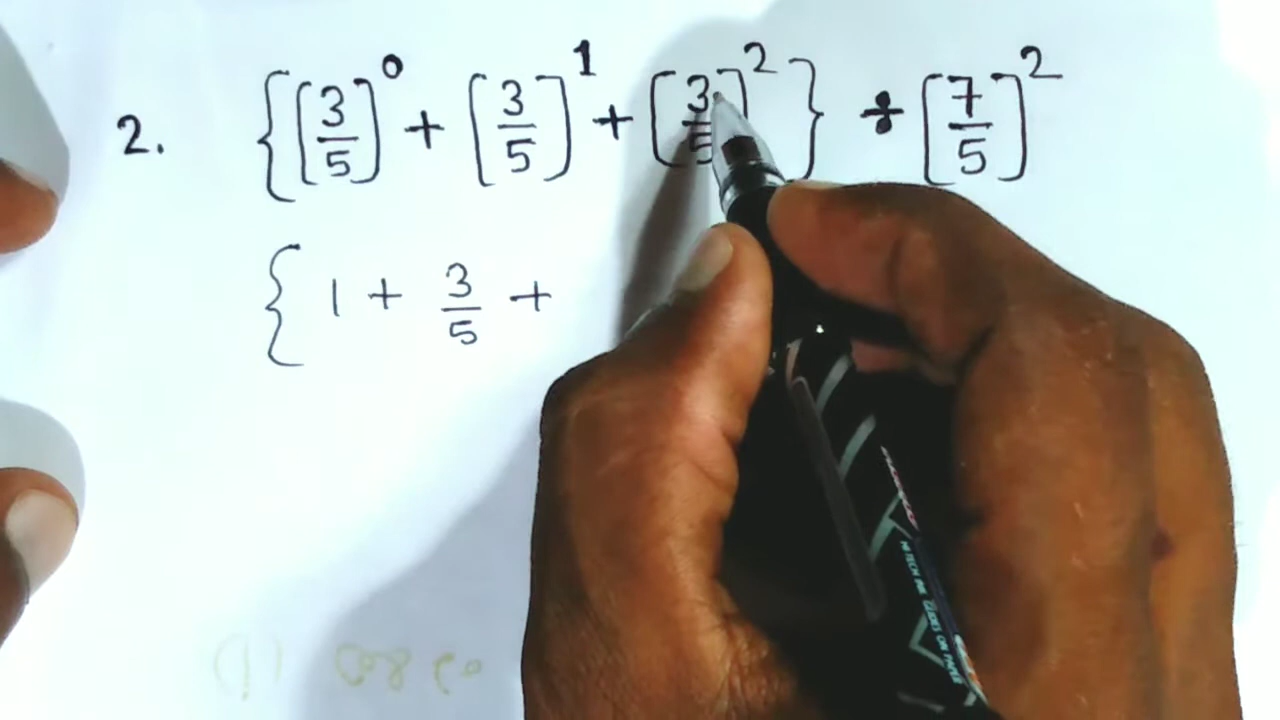 2. {[3/5]^0 + [3/5]^1 + [3/5]^2} ÷ [7/5]^2
{ 1 + 3/5 +